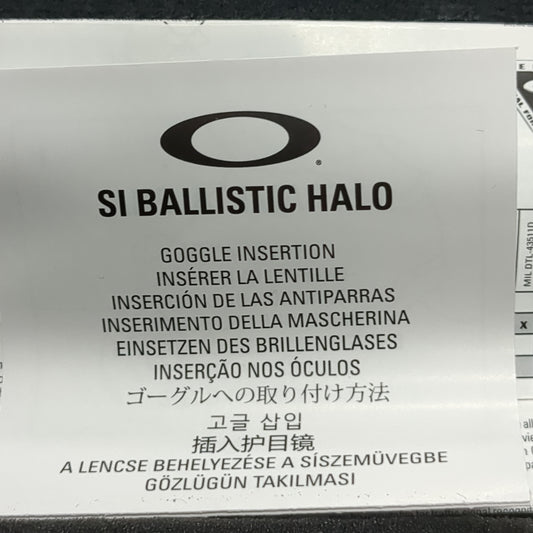 SI BALLISTIC HALO
GOGGLE INSERTION
INSÉRER LA LENTILLE
INSERCIÓN DE LAS ANTIPARRAS
INSERIMENTO DELLA MASCHERINA
EINSETZEN DES BRILLENGLASES
INSERÇÃO NOS ÓCULOS
ゴーグルへの取り付け方法
고글 삽입
插入护目镜
A LENCSE BEHELYEZÉSE A SÍSZEMÜVEGBE
GÖZLÜGÜN TAKILMASI
MIL DTL-43511D
x